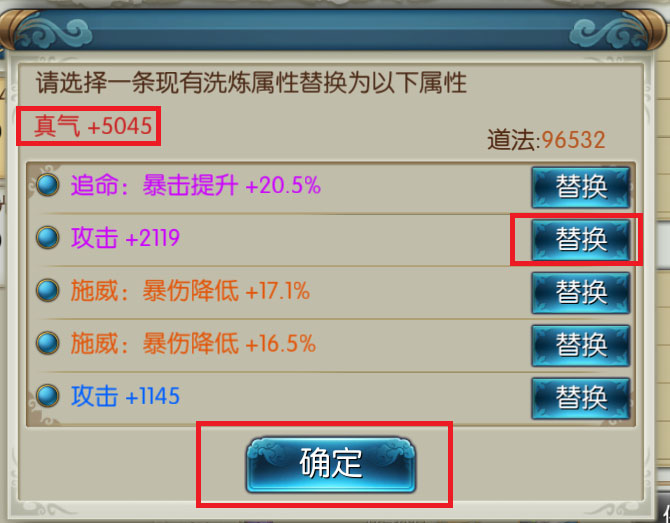 请选择一条现有洗炼属性替换为以下属性
真气 +5045
道法:96532
追命：暴击提升 +20.5% 替换
攻击 +2119 替换
施威：暴伤降低 +17.1% 替换
施威：暴伤降低 +16.5% 替换
攻击 +1145 替换
确定